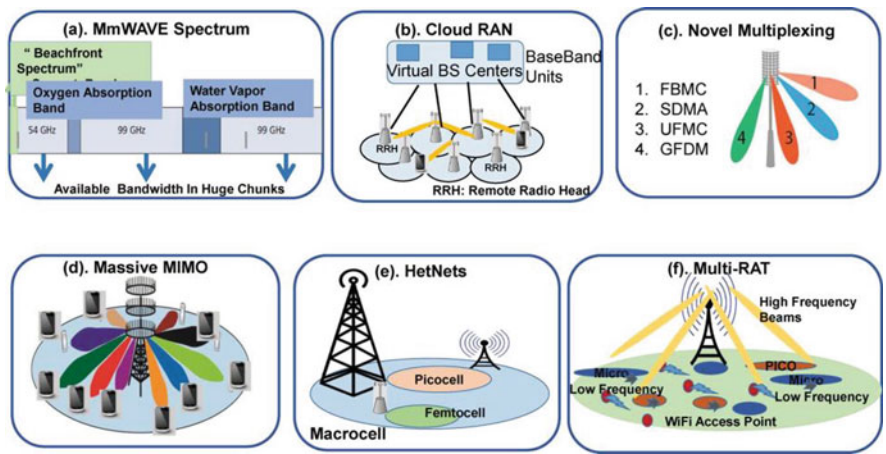 (a). MmWAVE Spectrum
“ Beachfront
Spectrum”
Oxygen Absorption
Band
Water Vapor
Absorption Band
54 GHz
99 GHz
99 GHz
Available Bandwidth In Huge Chunks
(b). Cloud RAN
BaseBand
Units
Virtual BS Centers
RRH
RRH
RRH: Remote Radio Head
(c). Novel Multiplexing
1. FBMC
2. SDMA
3. UFMC
4. GFDM
1
2
3
4
(d). Massive MIMO
(e). HetNets
Picocell
Femtocell
Macrocell
(f). Multi-RAT
High Frequency
Beams
PICO
Micro
Low Frequency
Micro
Low Frequency
WiFi Access Point